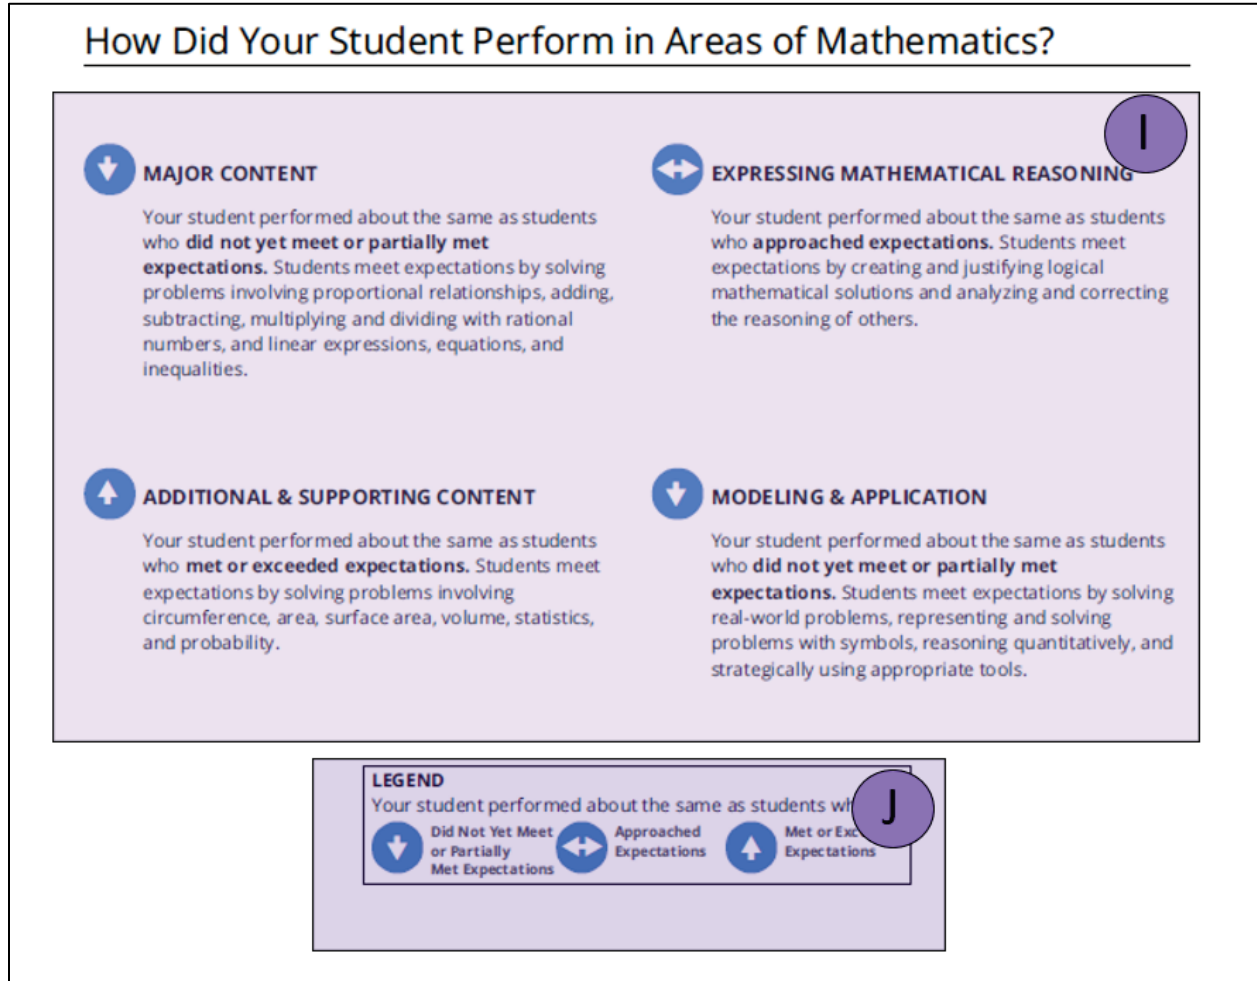 How Did Your Student Perform in Areas of Mathematics?
I
MAJOR CONTENT
Your student performed about the same as students
who did not yet meet or partially met
expectations. Students meet expectations by solving
problems involving proportional relationships, adding,
subtracting, multiplying and dividing with rational
numbers, and linear expressions, equations, and
inequalities.
EXPRESSING MATHEMATICAL REASONING
Your student performed about the same as students
who approached expectations. Students meet
expectations by creating and justifying logical
mathematical solutions and analyzing and correcting
the reasoning of others.
ADDITIONAL & SUPPORTING CONTENT
Your student performed about the same as students
who met or exceeded expectations. Students meet
expectations by solving problems involving
circumference, area, surface area, volume, statistics,
and probability.
MODELING & APPLICATION
Your student performed about the same as students
who did not yet meet or partially met
expectations. Students meet expectations by solving
real-world problems, representing and solving
problems with symbols, reasoning quantitatively, and
strategically using appropriate tools.
LEGEND
J
Your student performed about the same as students
Did Not Yet Meet
or Partially
Met Expectations
Approached
Expectations
Met or
Expectations